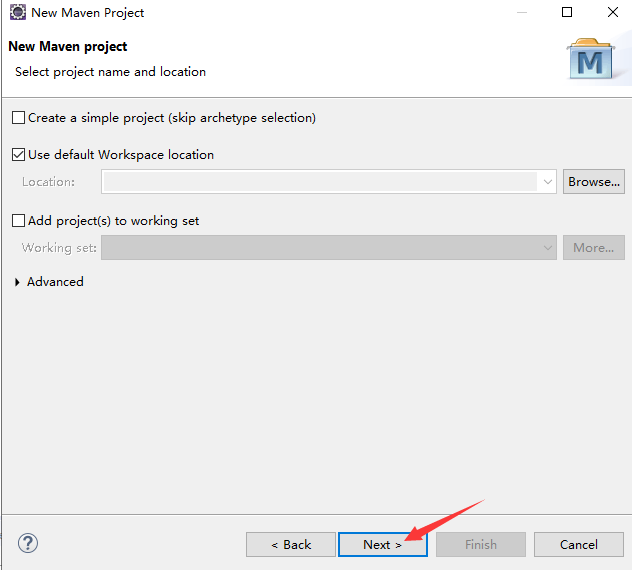 New Maven Project
New Maven project
Select project name and location
M
Create a simple project (skip archetype selection)
Use default Workspace location
Location:
Browse...
Add project(s) to working set
Working set:
More...
Advanced
?
< Back
Next >
Finish
Cancel